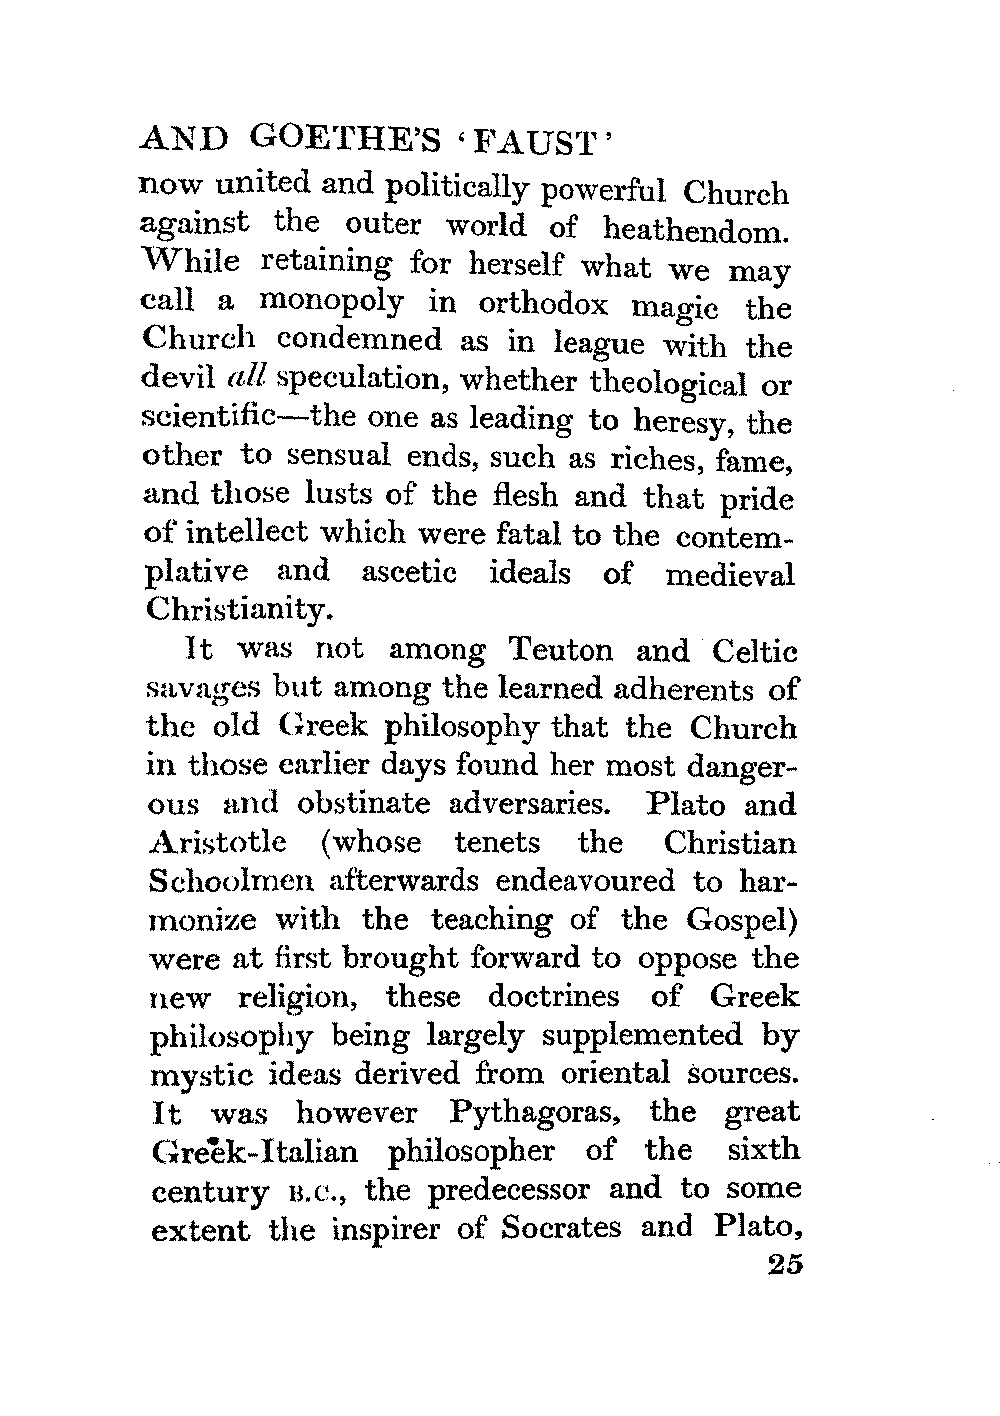 AND GOETHE'S ‘FAUST’
now united and politically powerful Church
against the outer world of heathendom.
While retaining for herself what we may
call a monopoly in orthodox magic the
Church condemned as in league with the
devil all speculation, whether theological or
scientific—the one as leading to heresy, the
other to sensual ends, such as riches, fame,
and those lusts of the flesh and that pride
of intellect which were fatal to the contem-
plative and ascetic ideals of medieval
Christianity.
It was not among Teuton and Celtic
savages but among the learned adherents of
the old Greek philosophy that the Church
in those earlier days found her most danger-
ous and obstinate adversaries. Plato and
Aristotle (whose tenets the Christian
Schoolmen afterwards endeavoured to har-
monize with the teaching of the Gospel)
were at first brought forward to oppose the
new religion, these doctrines of Greek
philosophy being largely supplemented by
mystic ideas derived from oriental sources.
It was however Pythagoras, the great
Greek-Italian philosopher of the sixth
century B.C., the predecessor and to some
extent the inspirer of Socrates and Plato,
25